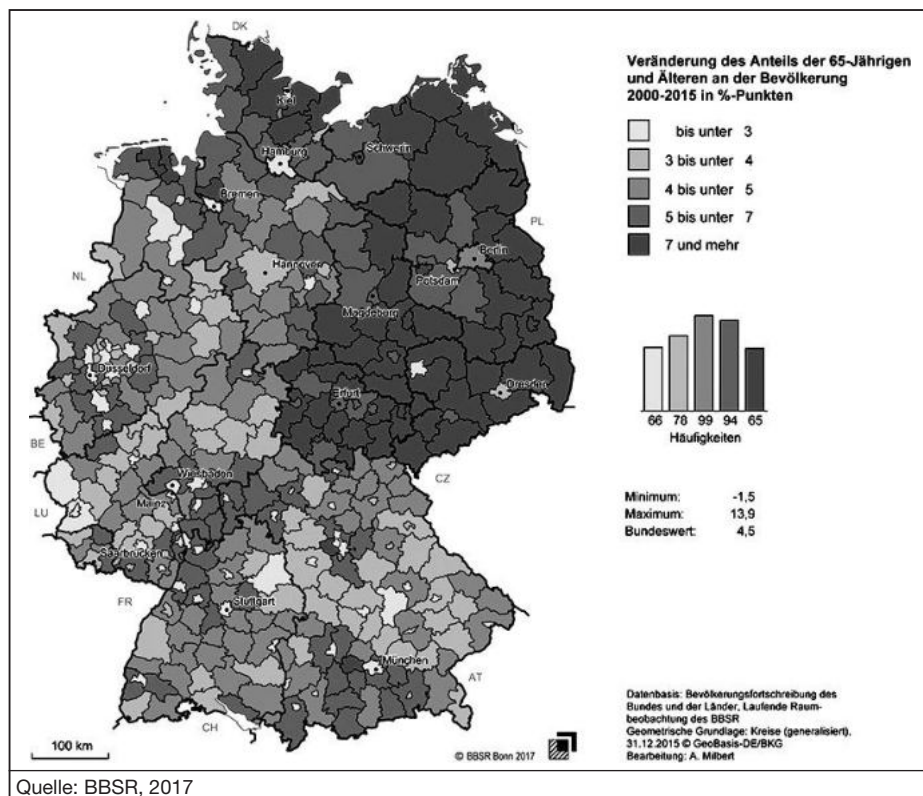 DK
Kiel
Hamburg
Schwerin
Bremen
PL
Berlin
Hannover
Potsdam
NL
Magdeburg
Düsseldorf
Dresden
Erfurt
BE
Wiesbaden
CZ
Mainz
LU
Saarbrücken
FR
Stuttgart
München
AT
CH
100 km
© BBSR Bonn 2017
Veränderung des Anteils der 65-Jährigen
und Älteren an der Bevölkerung
2000-2015 in %-Punkten
bis unter 3
3 bis unter 4
4 bis unter 5
5 bis unter 7
7 und mehr
66 78 99 94 65
Häufigkeiten
Minimum: -1,5
Maximum: 13,9
Bundeswert: 4,5
Datenbasis: Bevölkerungsfortschreibung des
Bundes und der Länder, Laufende Raum-
beobachtung des BBSR
Geometrische Grundlage: Kreise (generalisiert),
31.12.2015 © GeoBasis-DE/BKG
Bearbeitung: A. Milbert
Quelle: BBSR, 2017